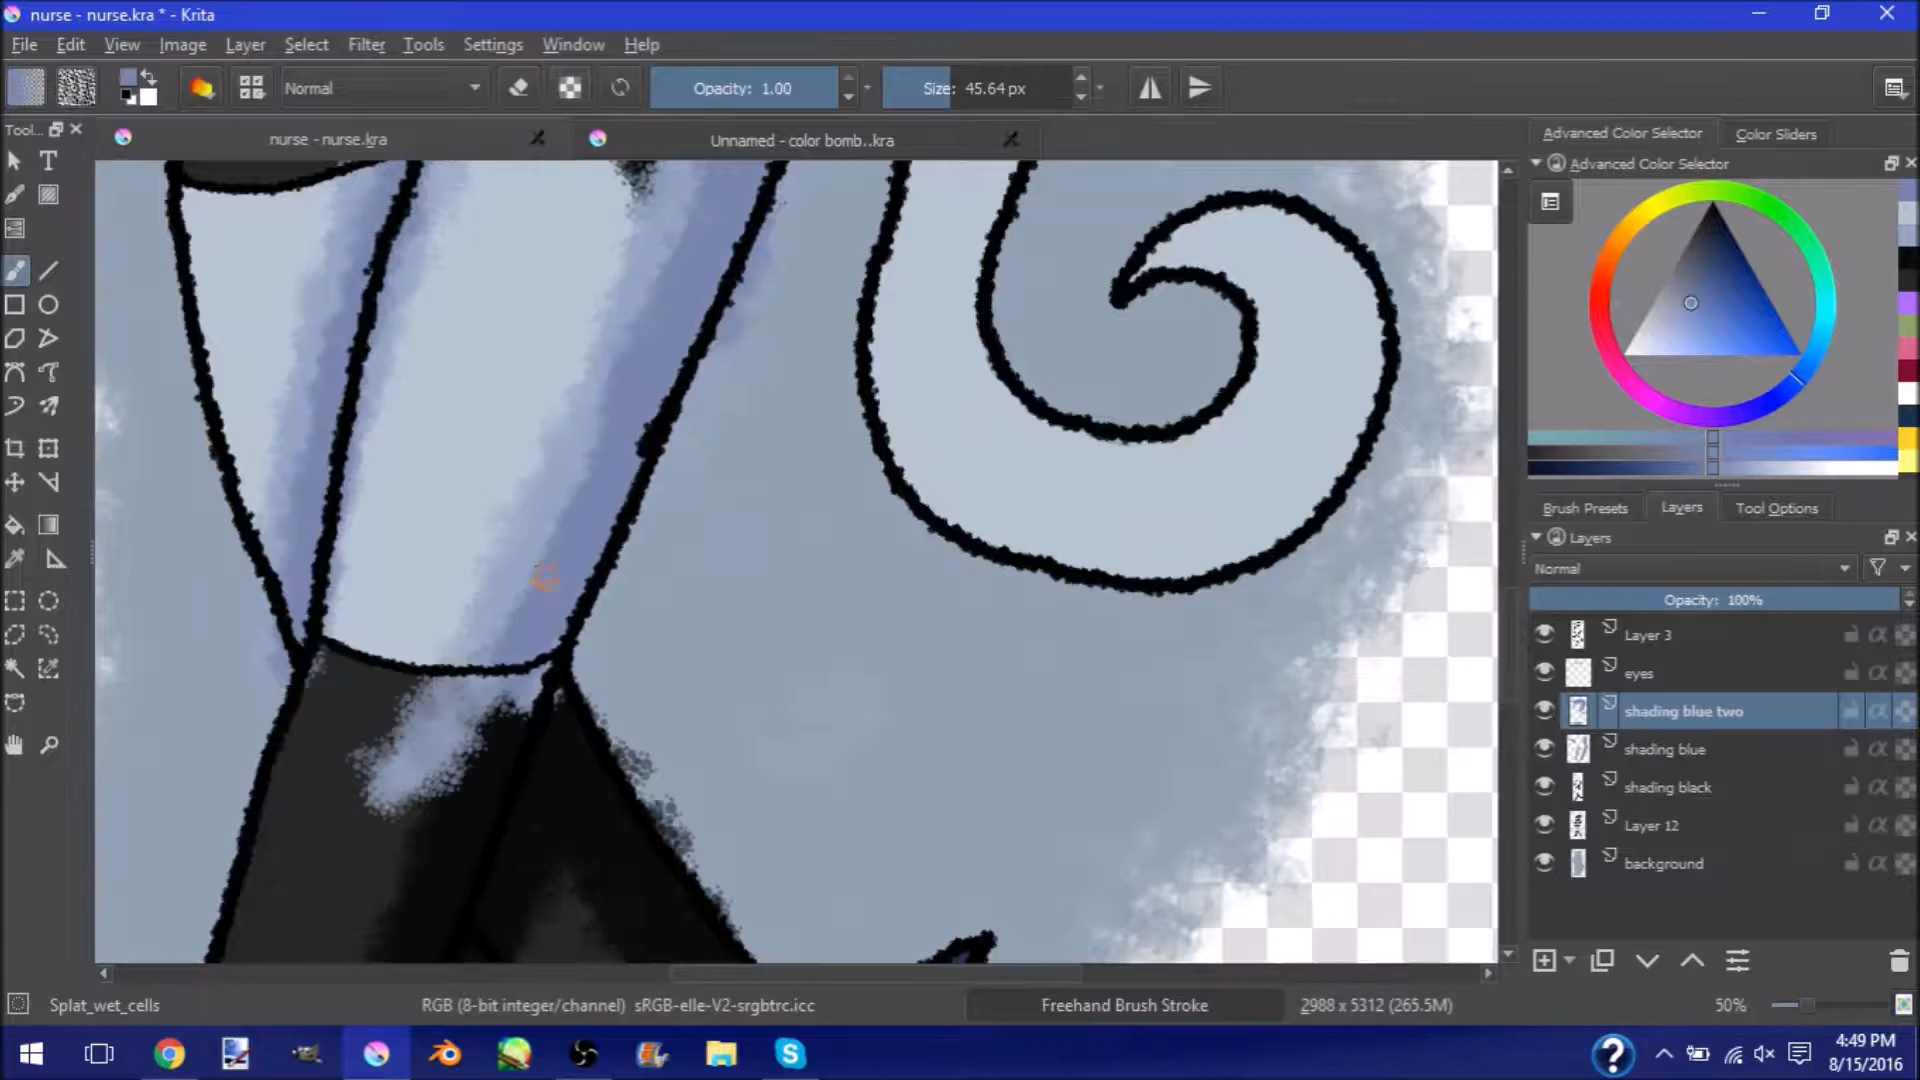 nurse - nurse.kra * - Krita
File Edit View Image Layer Select Filter Tools Settings Window Help
Normal Opacity: 1.00 Size: 45.64 px
Tool...
nurse - nurse.kra
Unnamed - color bomb..kra
Advanced Color Selector Color Sliders
Advanced Color Selector
Brush Presets Layers Tool Options
Layers
Normal
Opacity: 100%
Layer 3
eyes
shading blue two
shading blue
shading black
Layer 12
background
Splat_wet_cells RGB (8-bit integer/channel) sRGB-elle-V2-srgbtrc.icc Freehand Brush Stroke 2988 x 5312 (265.5M) 50%
4:49 PM
8/15/2016